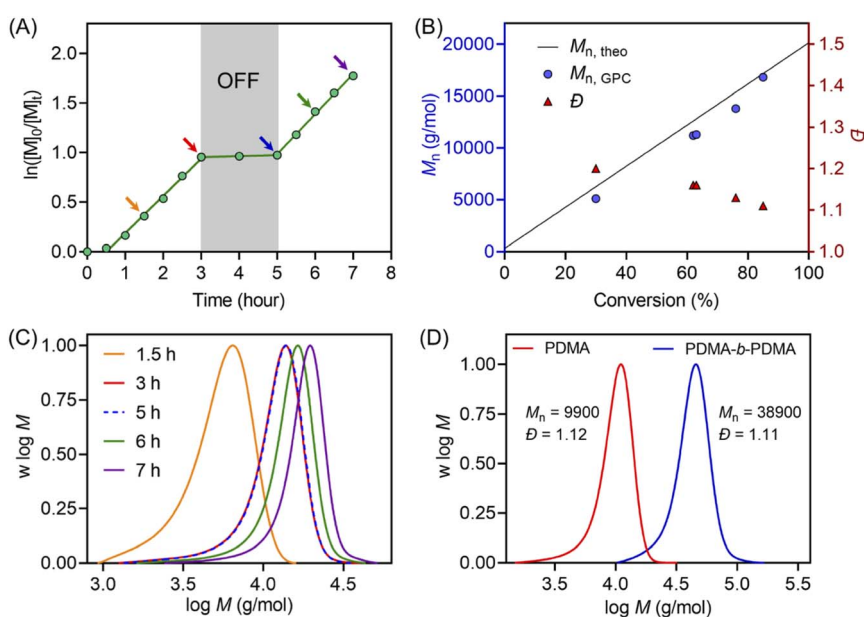 (A)
ln([M]0/[M]t)
2.0
1.5
1.0
0.5
0.0
OFF
0 1 2 3 4 5 6 7 8
Time (hour)
(B)
Mn (g/mol)
20000
15000
10000
5000
0
Mn, theo
Mn, GPC
Đ
1.5
1.4
1.3
1.2
1.1
1.0
Đ
0 20 40 60 80 100
Conversion (%)
(C)
w log M
1.00
0.75
0.50
0.25
0.00
1.5 h
3 h
5 h
6 h
7 h
3.0 3.5 4.0 4.5
log M (g/mol)
(D)
w log M
1.00
0.75
0.50
0.25
0.00
PDMA PDMA-b-PDMA
Mn = 9900
Đ = 1.12
Mn = 38900
Đ = 1.11
3.5 4.0 4.5 5.0 5.5
log M (g/mol)